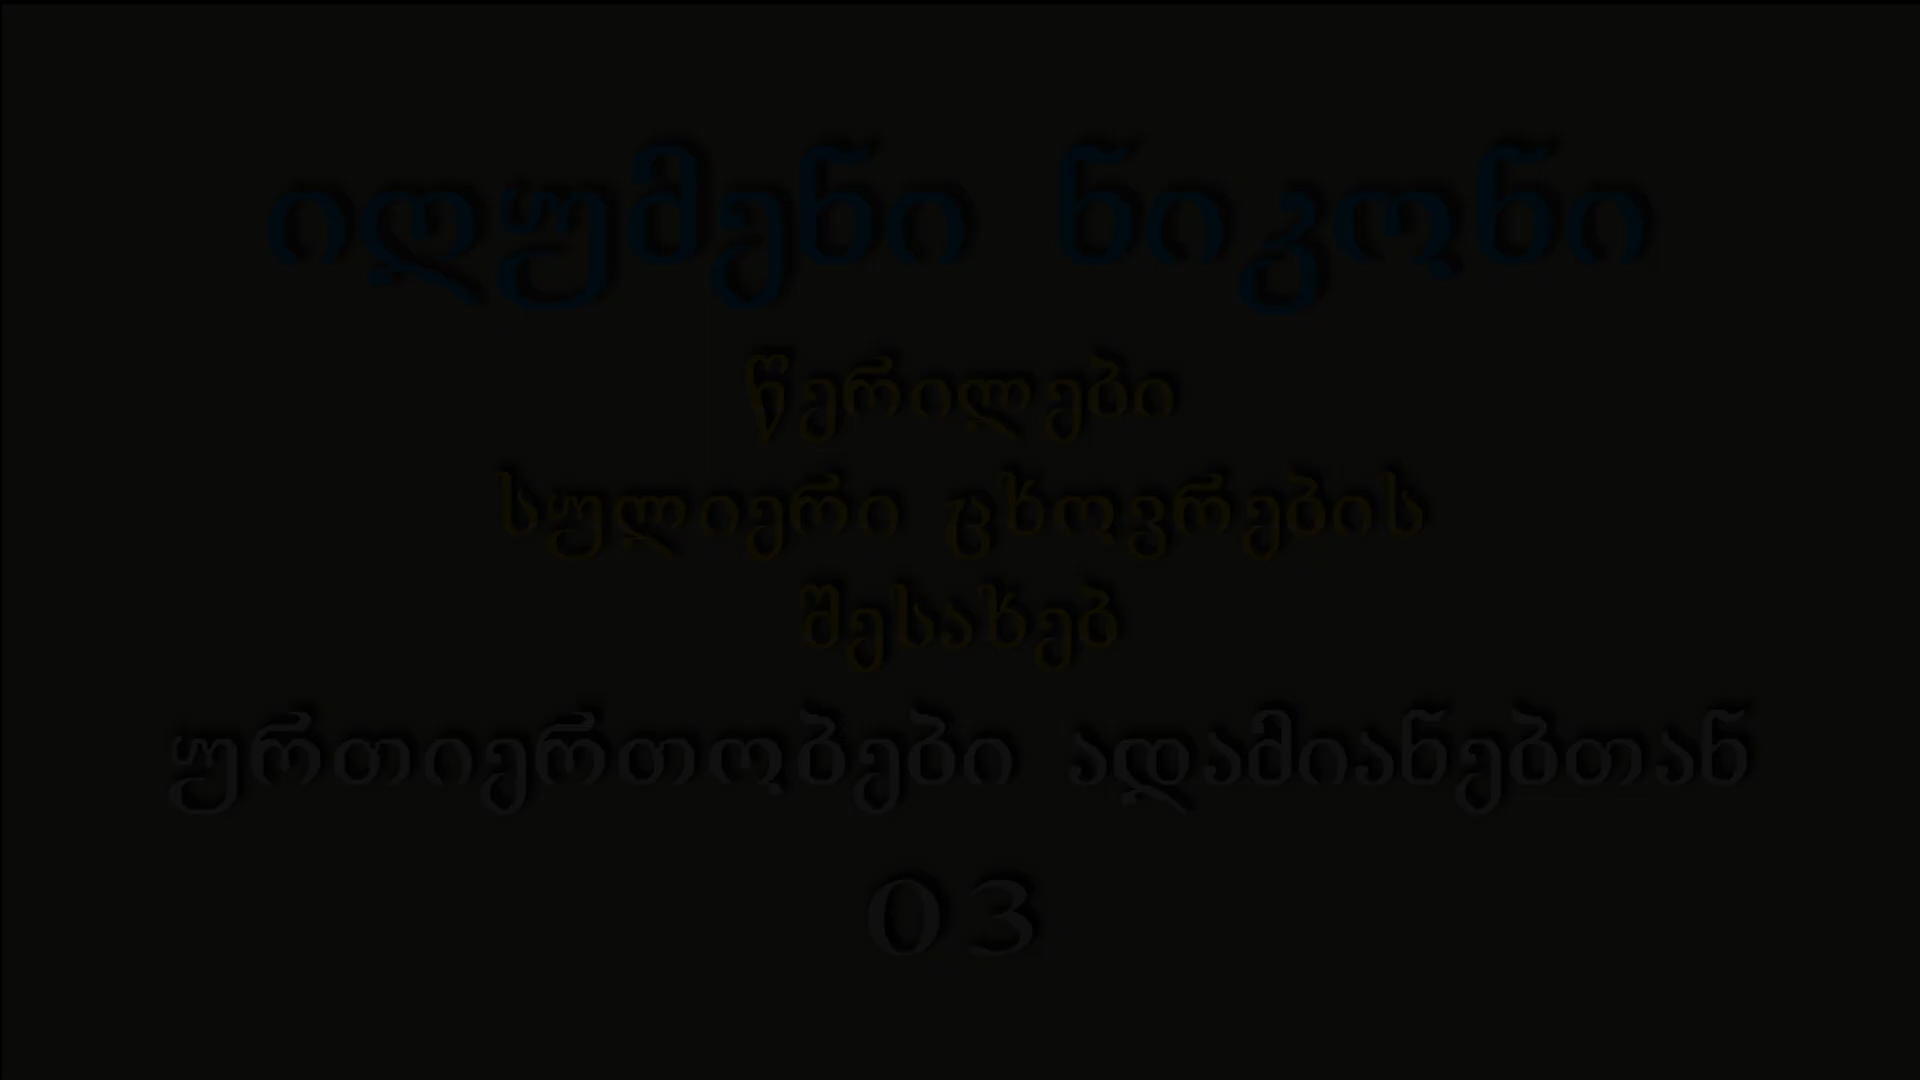 იღუმენი ნიკონი
წერილები
სულიერი ცხოვრების
შესახებ
ურთიერთობები ადამიანებთან
03